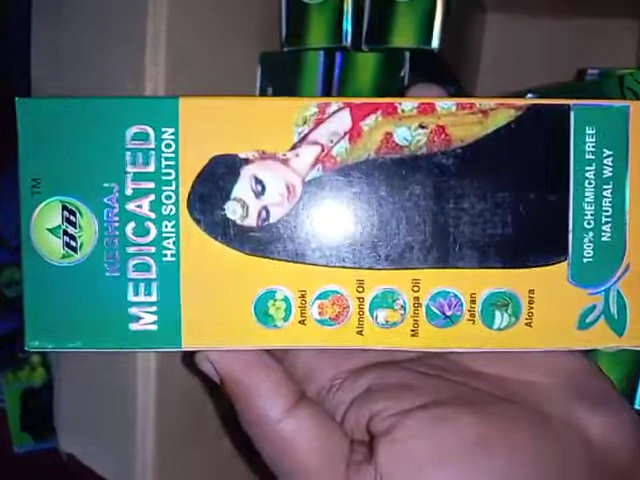 TM
BB
KESHRAJ
MEDICATED
HAIR SOLUTION
Amloki
Almond Oil
Moringa Oil
Jafran
Alovera
100% CHEMICAL FREE
NATURAL WAY